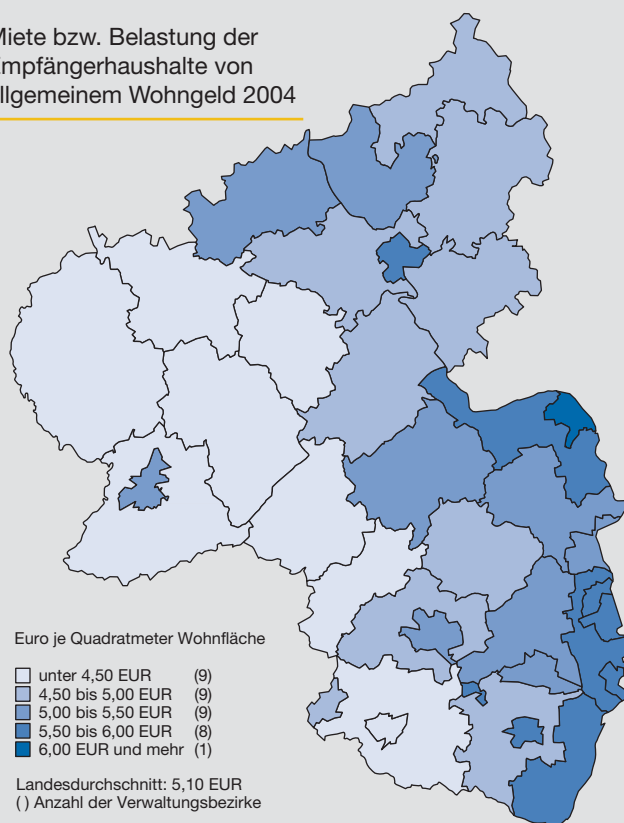 Miete bzw. Belastung der
Empfängerhaushalte von
allgemeinem Wohngeld 2004
Euro je Quadratmeter Wohnfläche
unter 4,50 EUR (9)
4,50 bis 5,00 EUR (9)
5,00 bis 5,50 EUR (9)
5,50 bis 6,00 EUR (8)
6,00 EUR und mehr (1)
Landesdurchschnitt: 5,10 EUR
( ) Anzahl der Verwaltungsbezirke